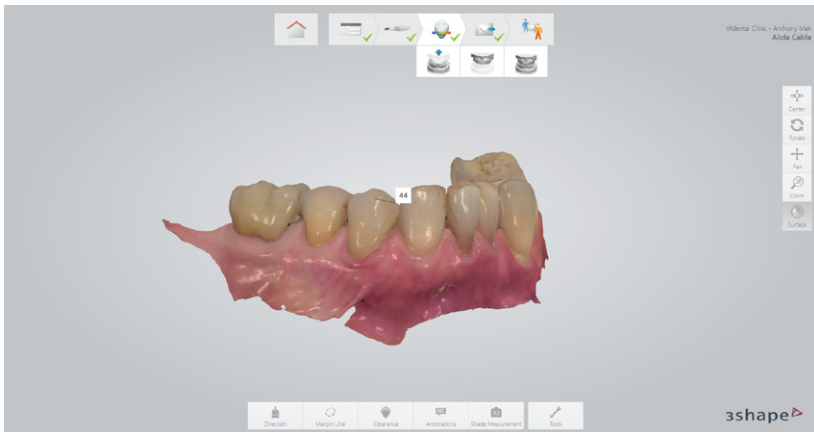 Wdental Clinic - Anthony Mak
Alida Cable
Center
Rotate
44
Pan
Zoom
Surface
Direction
Margin Line
Clearance
Annotations
Shade Measurement
Tools
3shape